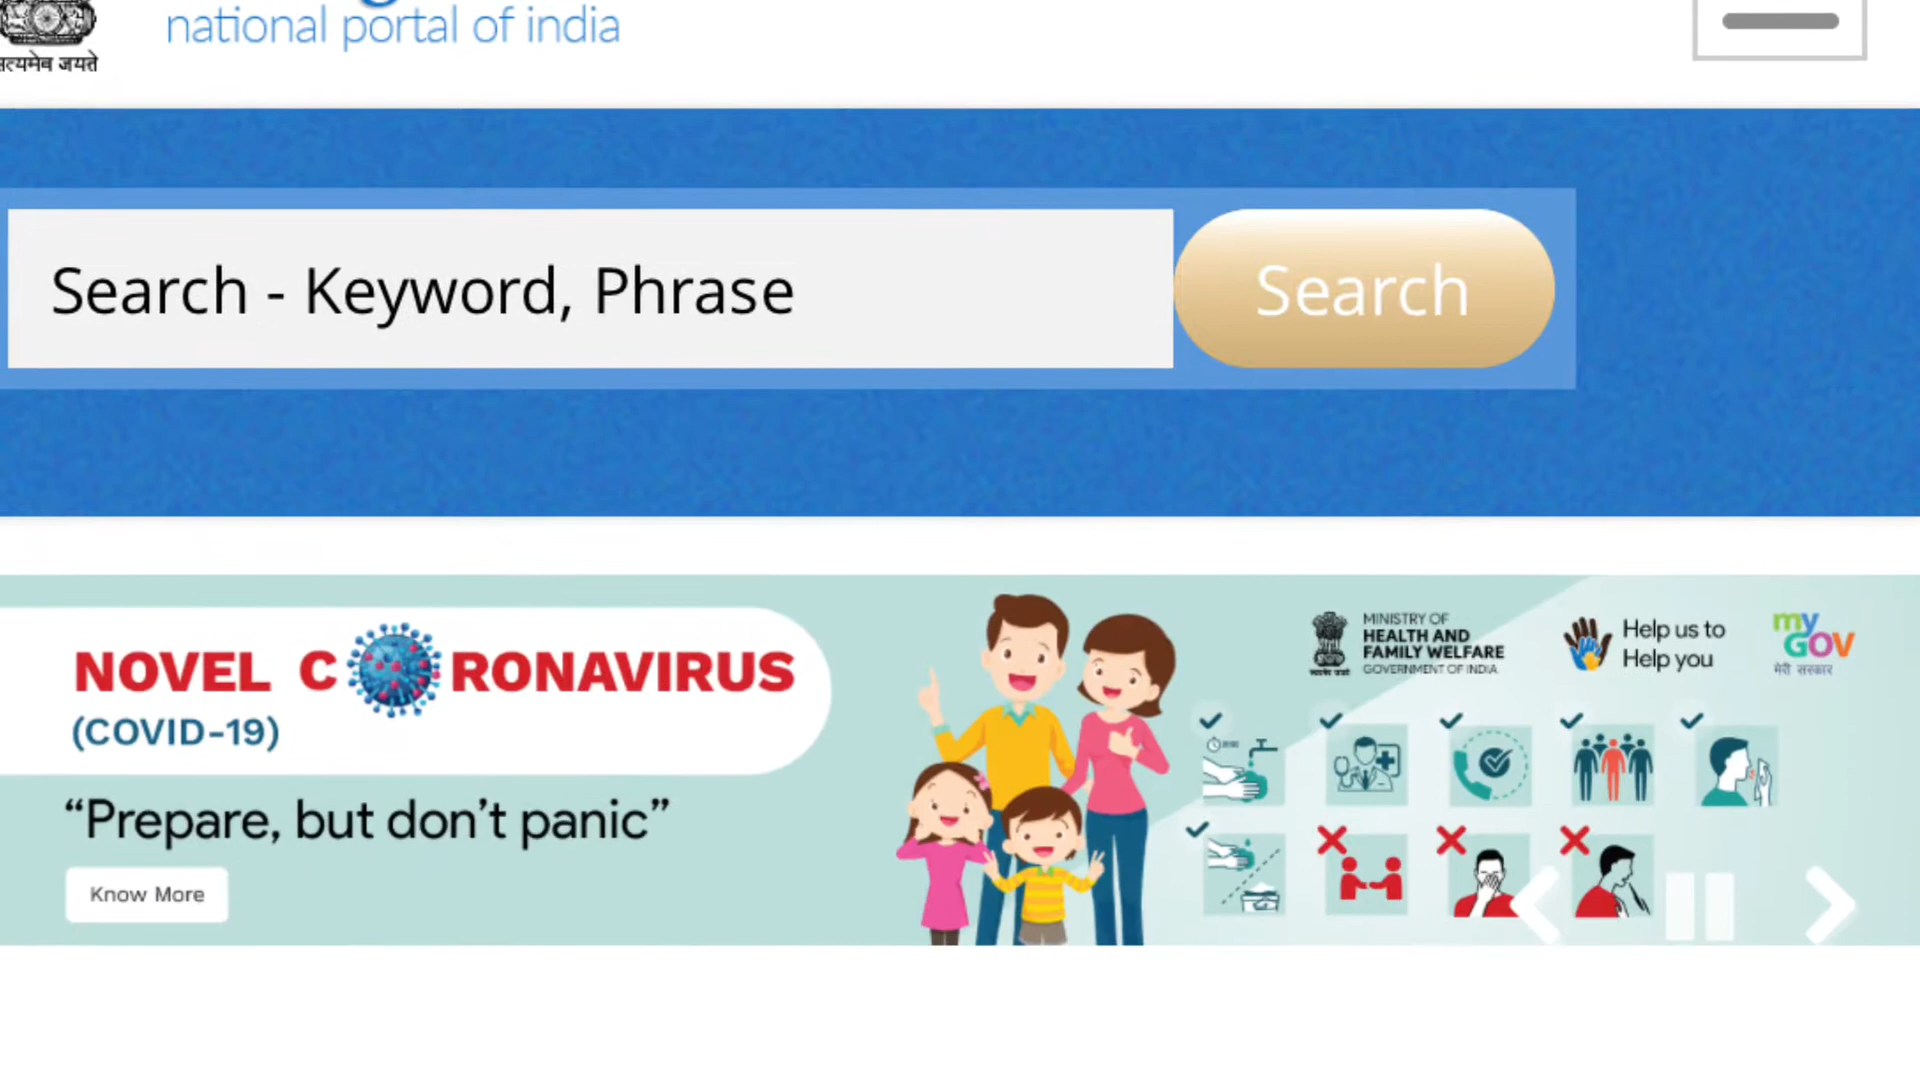 national portal of india
सत्यमेव जयते
Search - Keyword, Phrase
Search
NOVEL CORONAVIRUS
(COVID-19)
“Prepare, but don’t panic”
Know More
MINISTRY OF
HEALTH AND
FAMILY WELFARE
GOVERNMENT OF INDIA
Help us to
Help you
my
GOV
मेरी सरकार